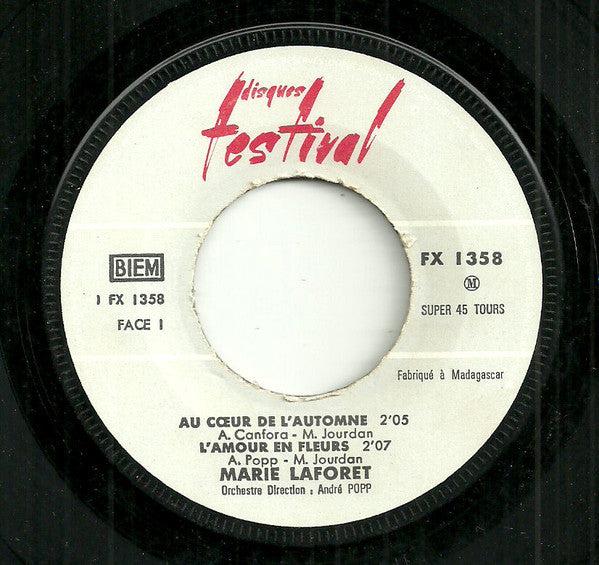 disques
festival
BIEM
1 FX 1358
FACE 1
FX 1358
M
SUPER 45 TOURS
Fabriqué à Madagascar
AU CŒUR DE L'AUTOMNE 2'05
A. Canfora - M. Jourdan
L'AMOUR EN FLEURS 2'07
A. Popp - M. Jourdan
MARIE LAFORET
Orchestre Direction : André POPP